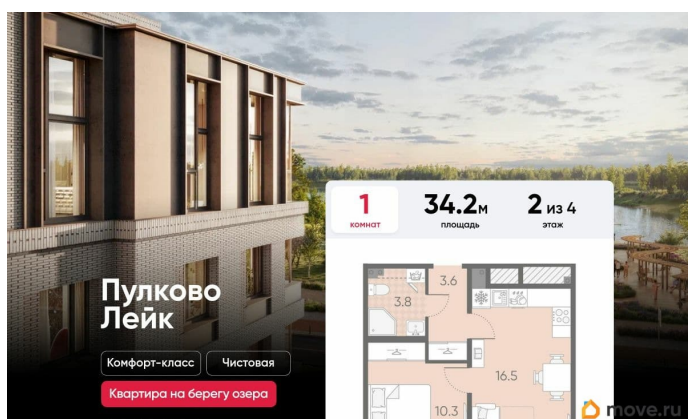 1
комнат
34.2м
площадь
2 из 4
этаж
Пулково
Лейк
Комфорт-класс
Чистовая
Квартира на берегу озера
3.8
3.6
16.5
10.3
move.ru